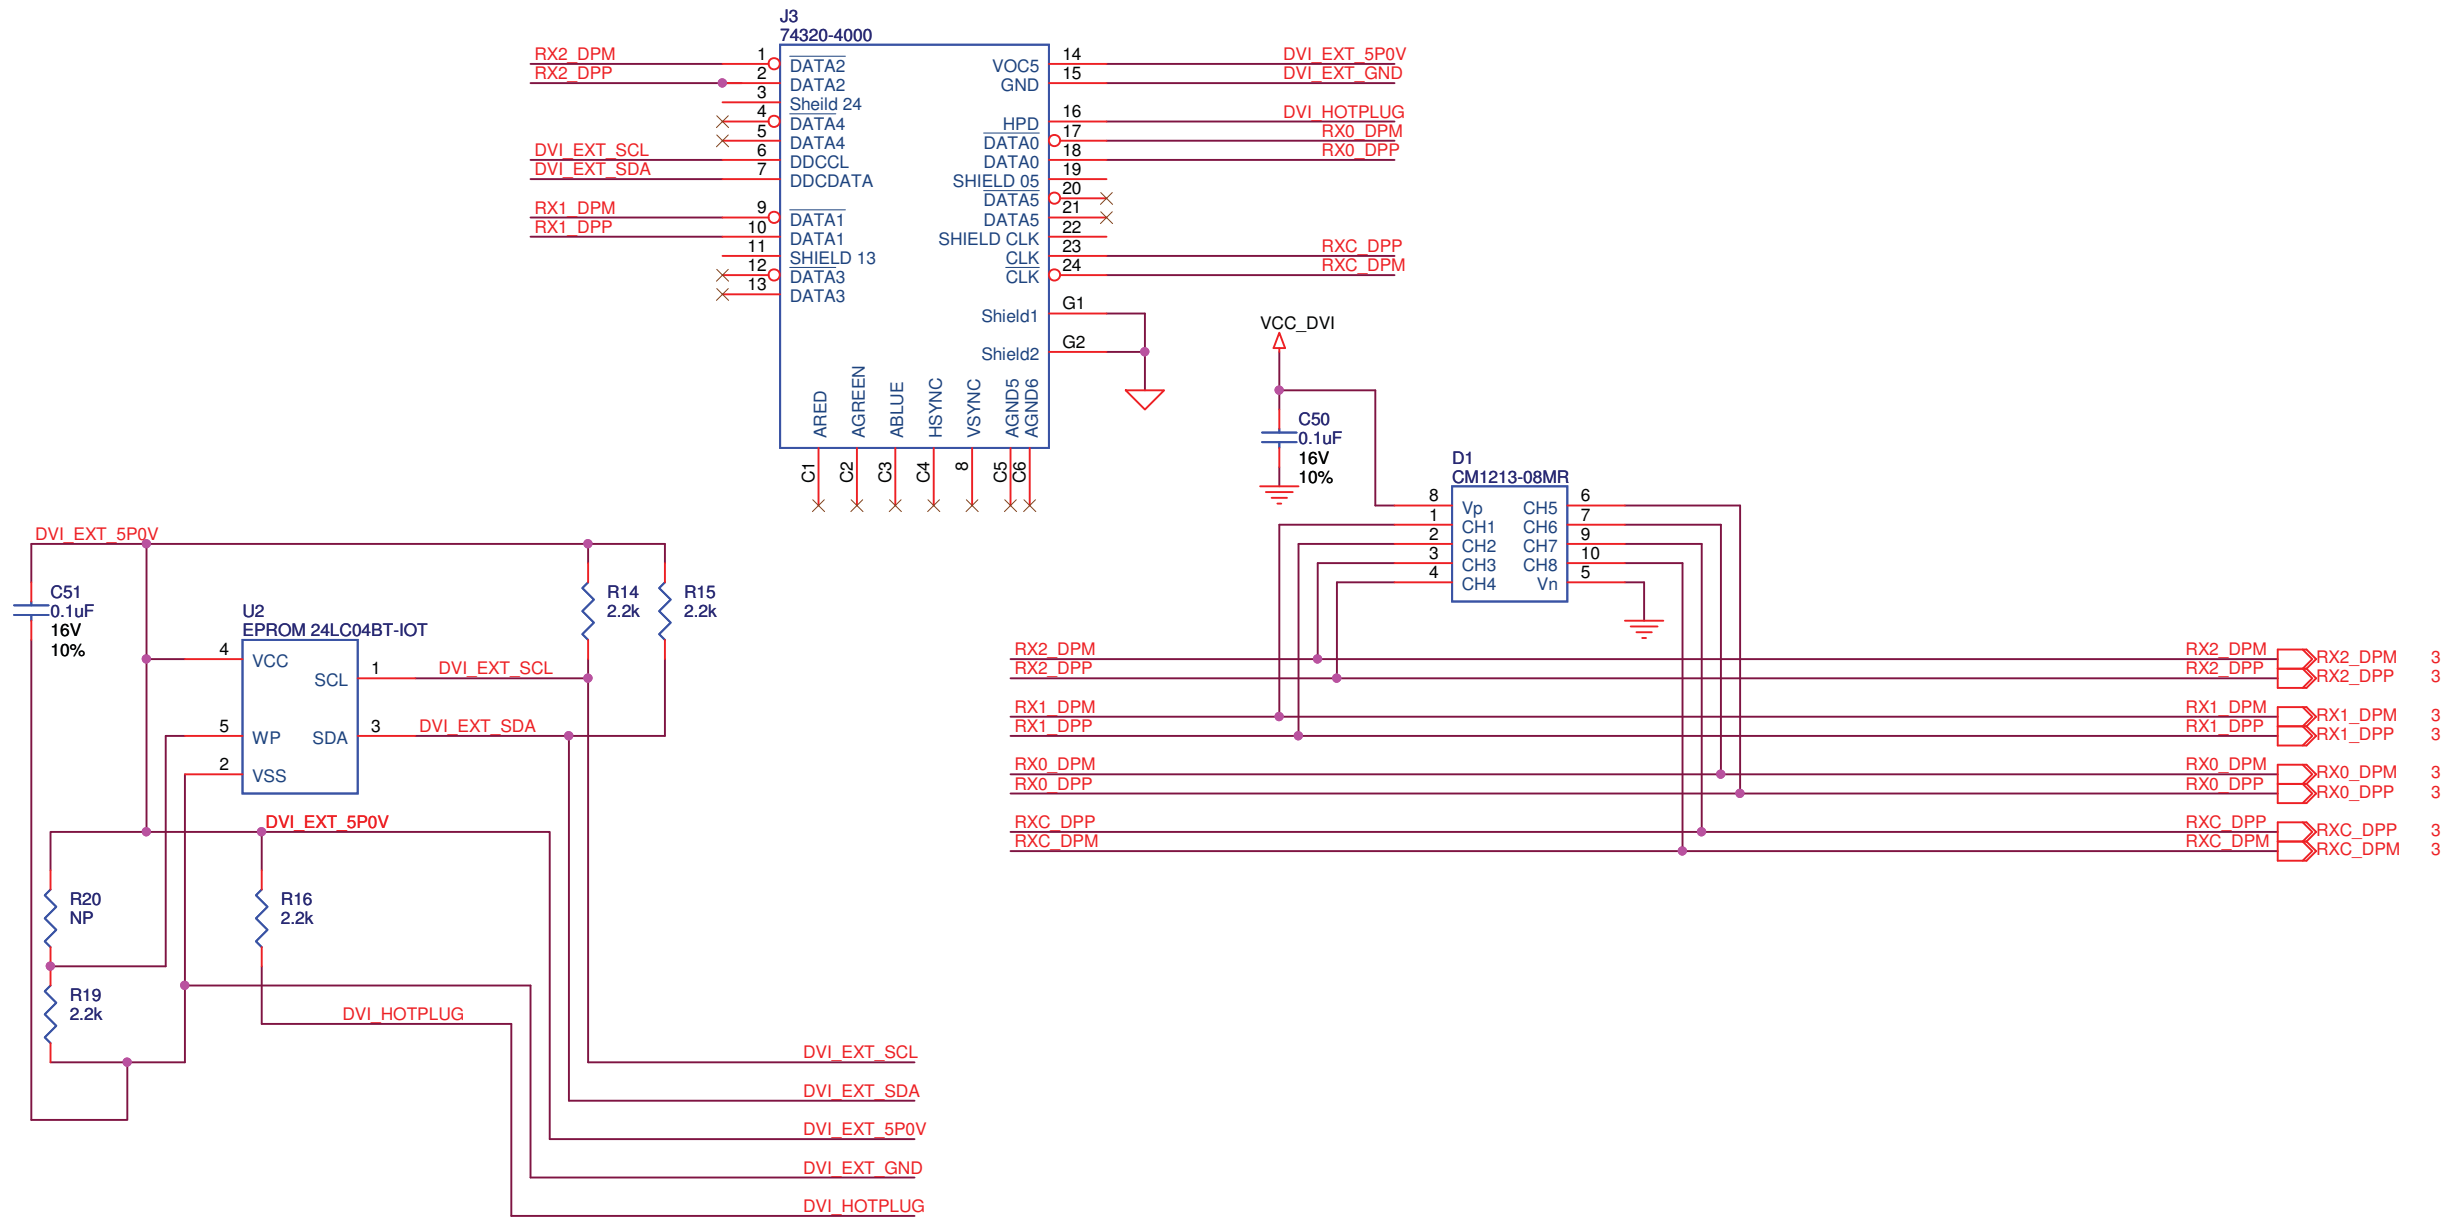 J3
74320-4000
RX2_DPM 1 DATA2
RX2_DPP 2 DATA2
3 Sheild 24
4 DATA4
5 DATA4
DVI_EXT_SCL 6 DDCCL
DVI_EXT_SDA 7 DDCDATA
RX1_DPM 9 DATA1
RX1_DPP 10 DATA1
11 SHIELD 13
12 DATA3
13 DATA3
VOC5 14 DVI_EXT_5P0V
GND 15 DVI_EXT_GND
HPD 16 DVI_HOTPLUG
DATA0 17 RX0_DPM
DATA0 18 RX0_DPP
SHIELD 05 19
DATA5 20
DATA5 21
SHIELD CLK 22
CLK 23 RXC_DPP
CLK 24 RXC_DPM
Shield1 G1
Shield2 G2
ARED C1
AGREEN C2
ABLUE C3
HSYNC C4
VSYNC 8
AGND5 C5
AGND6 C6
VCC_DVI
C50
0.1uF
16V
10%
D1
CM1213-08MR
8 Vp CH5 6
1 CH1 CH6 7
2 CH2 CH7 9
3 CH3 CH8 10
4 CH4 Vn 5
RX2_DPM RX2_DPM RX2_DPM 3
RX2_DPP RX2_DPP RX2_DPP 3
RX1_DPM RX1_DPM RX1_DPM 3
RX1_DPP RX1_DPP RX1_DPP 3
RX0_DPM RX0_DPM RX0_DPM 3
RX0_DPP RX0_DPP RX0_DPP 3
RXC_DPP RXC_DPP RXC_DPP 3
RXC_DPM RXC_DPM RXC_DPM 3
DVI_EXT_5P0V
C51
0.1uF
16V
10%
R14
2.2k
R15
2.2k
U2
EPROM 24LC04BT-IOT
4 VCC
SCL 1 DVI_EXT_SCL
5 WP SDA 3 DVI_EXT_SDA
2 VSS
DVI_EXT_5P0V
R20
NP
R16
2.2k
R19
2.2k
DVI_HOTPLUG
DVI_EXT_SCL
DVI_EXT_SDA
DVI_EXT_5P0V
DVI_EXT_GND
DVI_HOTPLUG